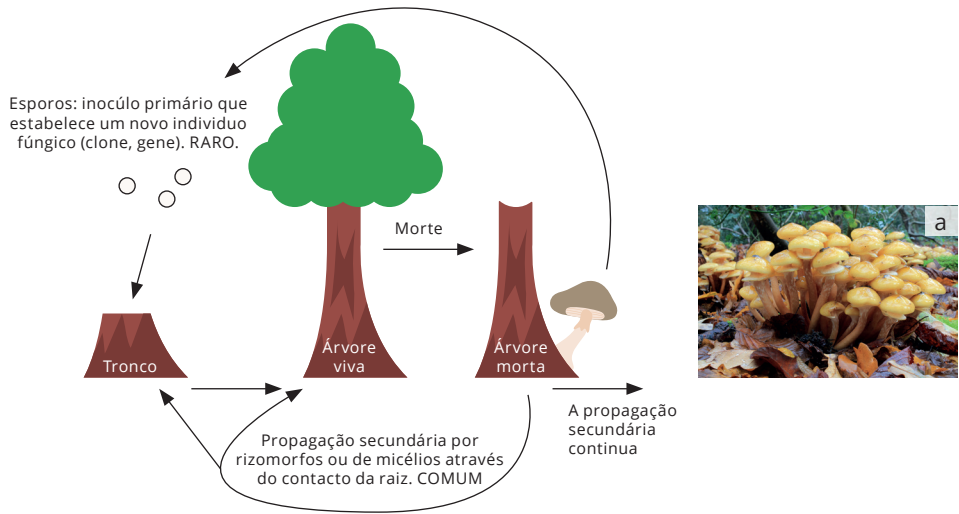 Esporos: inocúlo primário que
estabelece um novo individuo
fúngico (clone, gene). RARO.
Morte
a
Tronco
Árvore
viva
Árvore
morta
A propagação
secundária
continua
Propagação secundária por
rizomorfos ou de micélios através
do contacto da raiz. COMUM